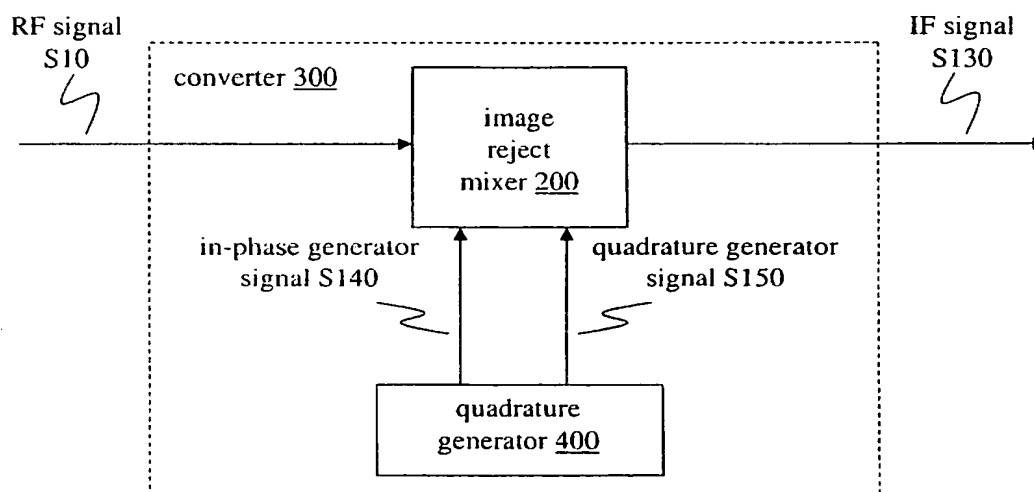 RF signal
S10
IF signal
S130
converter 300
image
reject
mixer 200
in-phase generator
signal S140
quadrature generator
signal S150
quadrature
generator 400